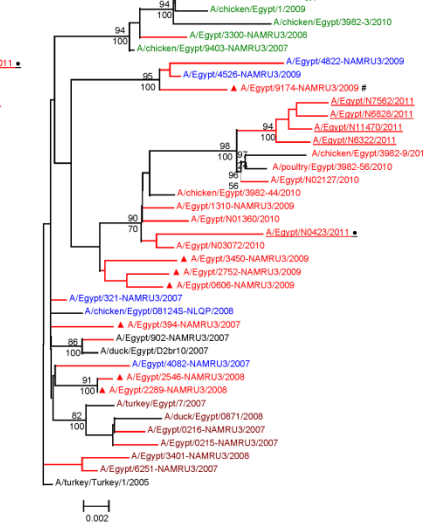 94
A/chicken/Egypt/1/2009
A/chicken/Egypt/3982-3/2010
A/Egypt/3300-NAMRU3/2008
100
A/chicken/Egypt/9403-NAMRU3/2007
2011 ●
A/Egypt/4822-NAMRU3/2009
95
A/Egypt/4526-NAMRU3/2009
100
▲ A/Egypt/9174-NAMRU3/2009 #
A/Egypt/N7562/2011
A/Egypt/N6828/2011
94
A/Egypt/N11470/2011
100
A/Egypt/N6322/2011
98
97
A/chicken/Egypt/3982-9/201
100
A/poultry/Egypt/3982-56/2010
96
A/Egypt/N02127/2010
56
A/chicken/Egypt/3982-44/2010
A/Egypt/1310-NAMRU3/2009
90
A/Egypt/N01360/2010
70
A/Egypt/N0423/2011 ●
A/Egypt/N03072/2010
▲ A/Egypt/3450-NAMRU3/2009
▲ A/Egypt/2752-NAMRU3/2009
▲ A/Egypt/0606-NAMRU3/2009
A/Egypt/321-NAMRU3/2007
A/chicken/Egypt/08124S-NLQP/2008
▲ A/Egypt/394-NAMRU3/2007
86
A/Egypt/902-NAMRU3/2007
100
A/duck/Egypt/D2br10/2007
A/Egypt/4082-NAMRU3/2007
91
▲ A/Egypt/2546-NAMRU3/2008
100
▲ A/Egypt/2289-NAMRU3/2008
A/turkey/Egypt/7/2007
82
A/duck/Egypt/0871/2008
100
A/Egypt/0216-NAMRU3/2007
A/Egypt/0215-NAMRU3/2007
A/Egypt/3401-NAMRU3/2008
A/Egypt/6251-NAMRU3/2007
A/turkey/Turkey/1/2005
0.002